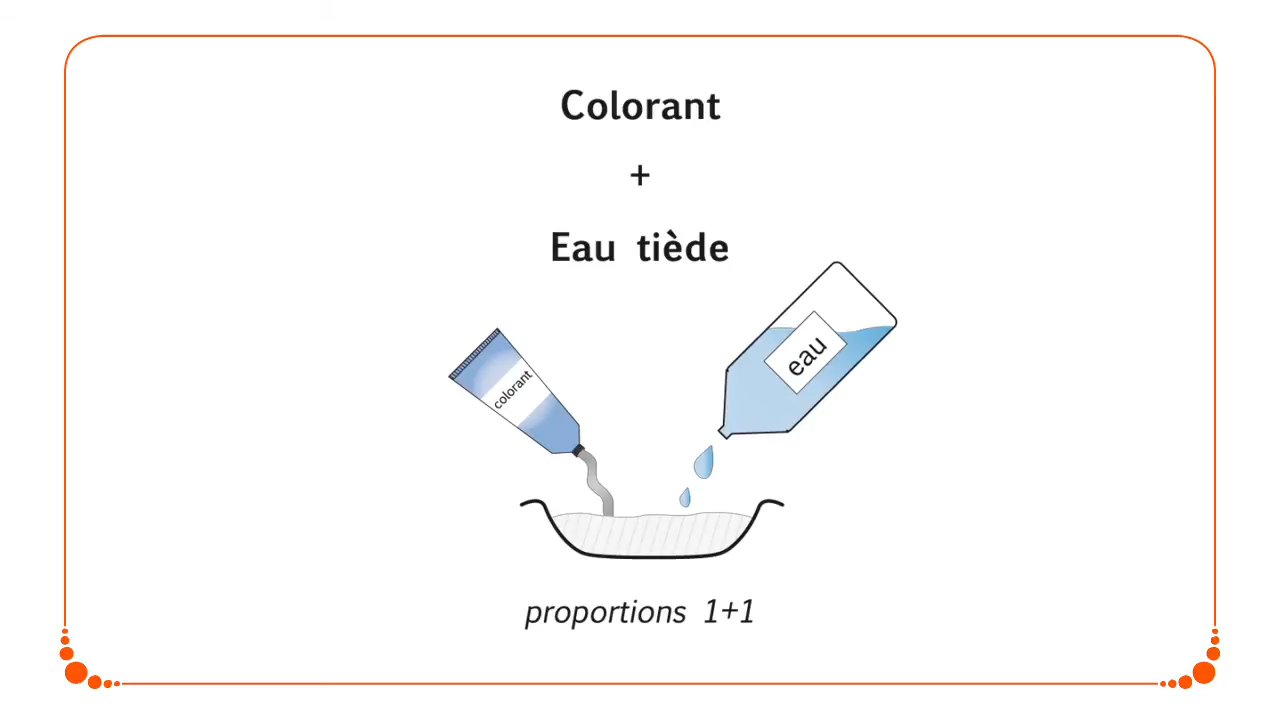 Colorant
+
Eau tiède
colorant
eau
proportions 1+1